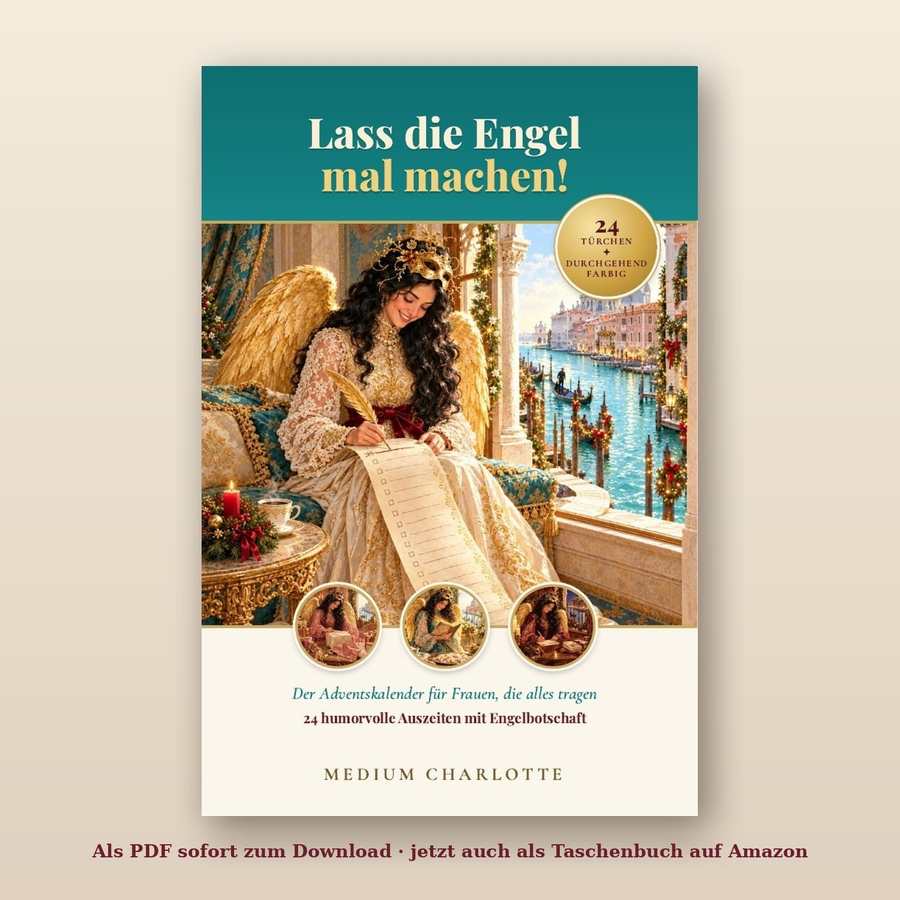 Lass die Engel
mal machen!
24
TÜRCHEN
✦
DURCHGEHEND
FARBIG
Der Adventskalender für Frauen, die alles tragen
24 humorvolle Auszeiten mit Engelbotschaft
MEDIUM CHARLOTTE
Als PDF sofort zum Download · jetzt auch als Taschenbuch auf Amazon